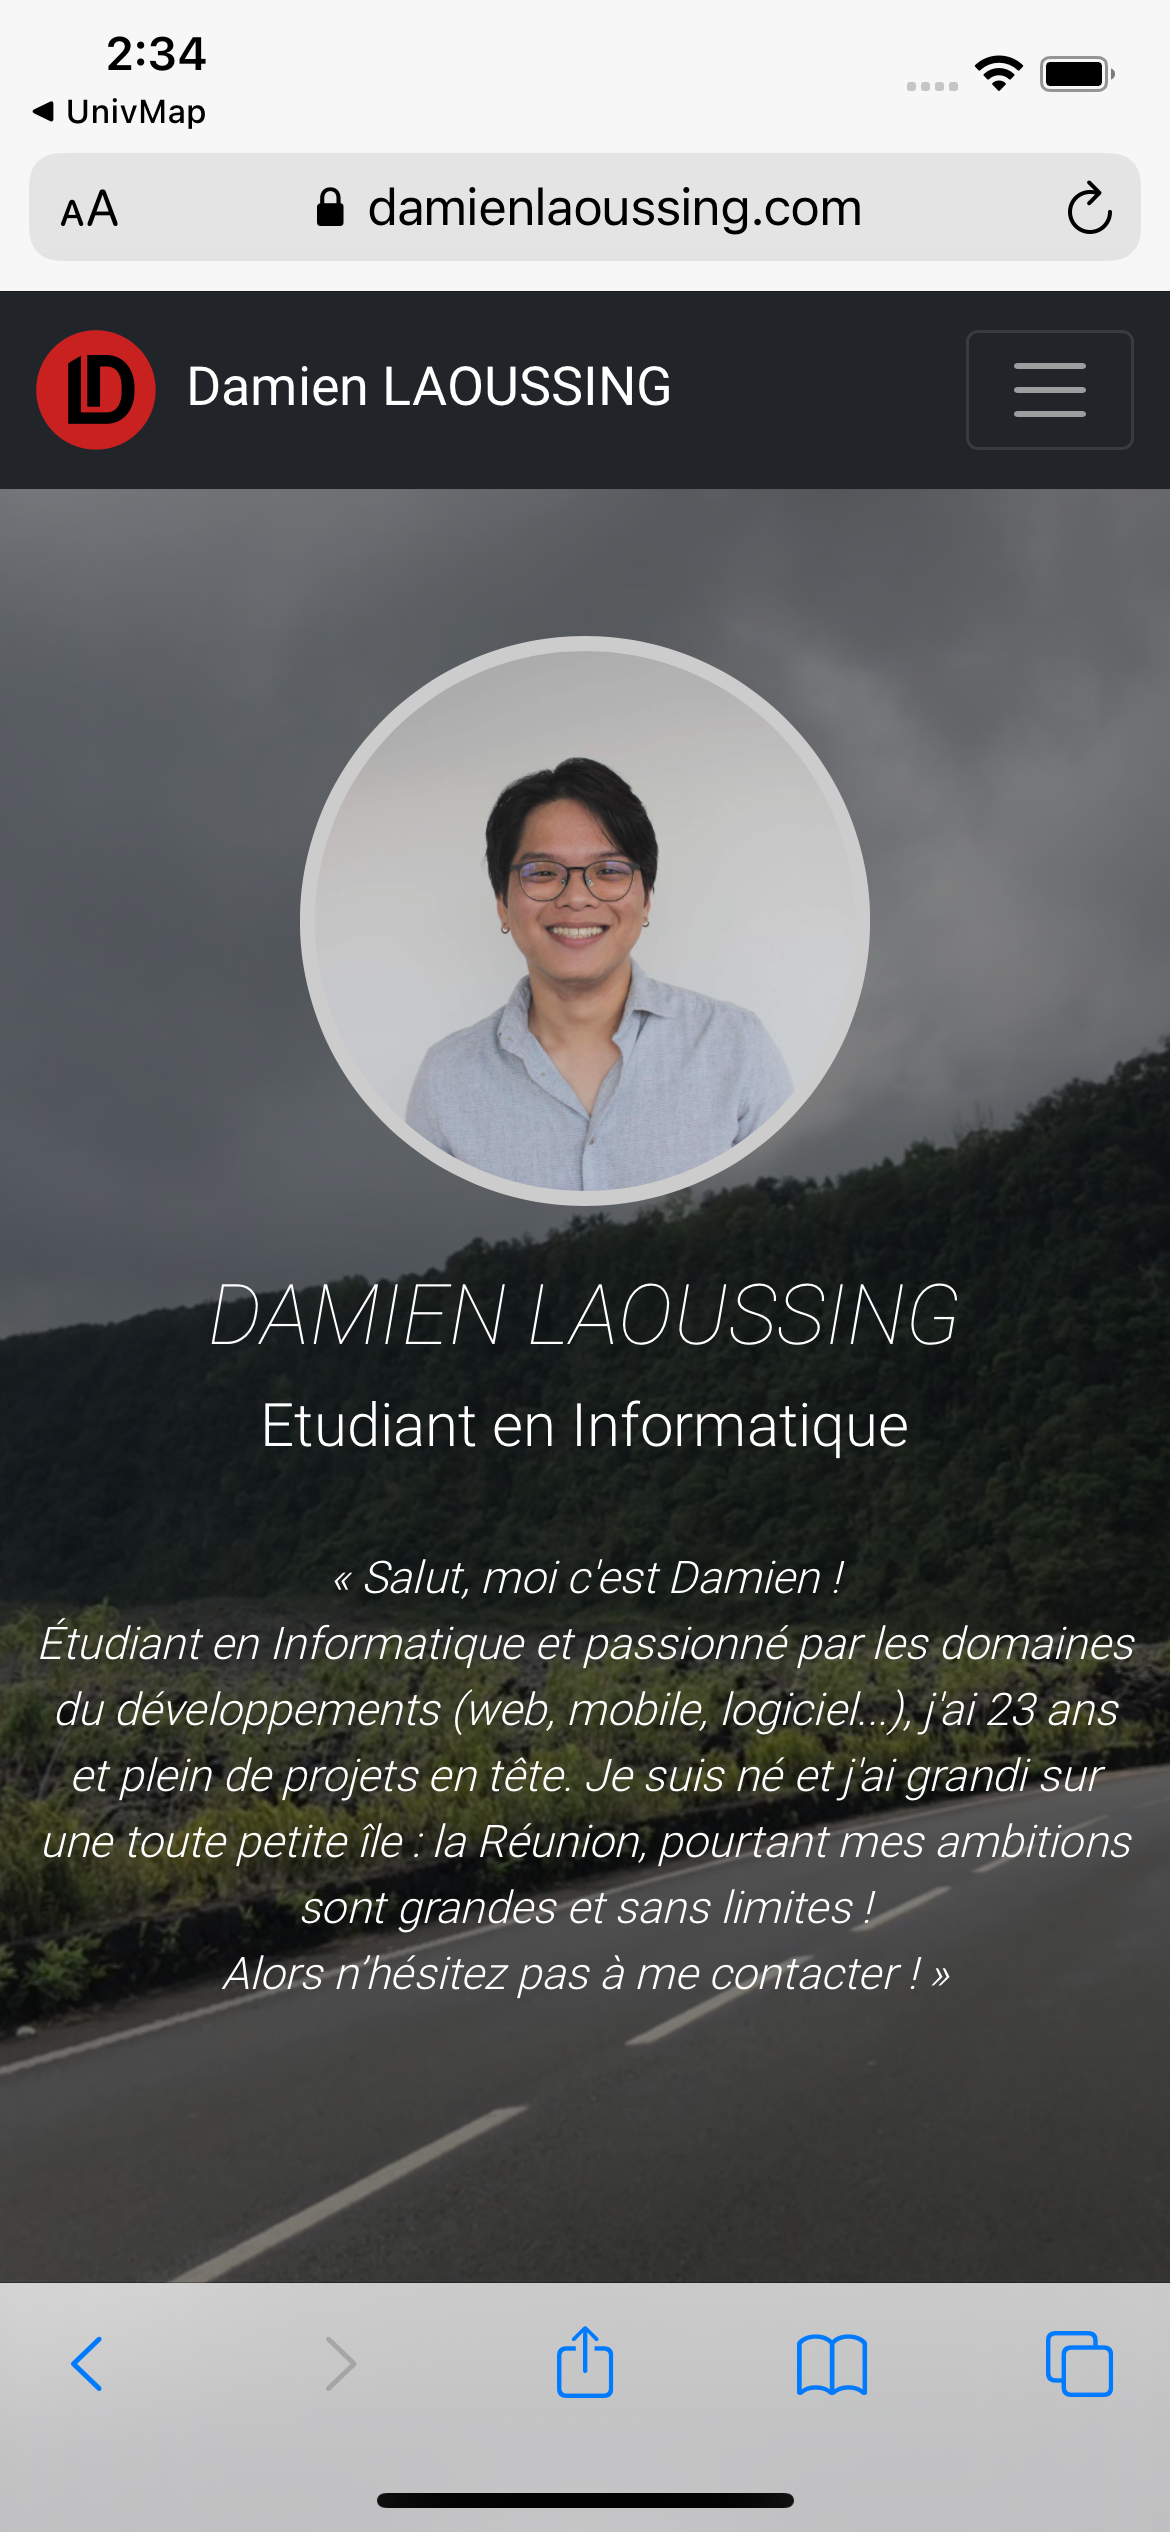 2:34
◀ UnivMap
AA
damienlaoussing.com
LD
Damien LAOUSSING
DAMIEN LAOUSSING
Etudiant en Informatique
« Salut, moi c'est Damien !
Étudiant en Informatique et passionné par les domaines
du développements (web, mobile, logiciel...), j'ai 23 ans
et plein de projets en tête. Je suis né et j'ai grandi sur
une toute petite île : la Réunion, pourtant mes ambitions
sont grandes et sans limites !
Alors n’hésitez pas à me contacter ! »